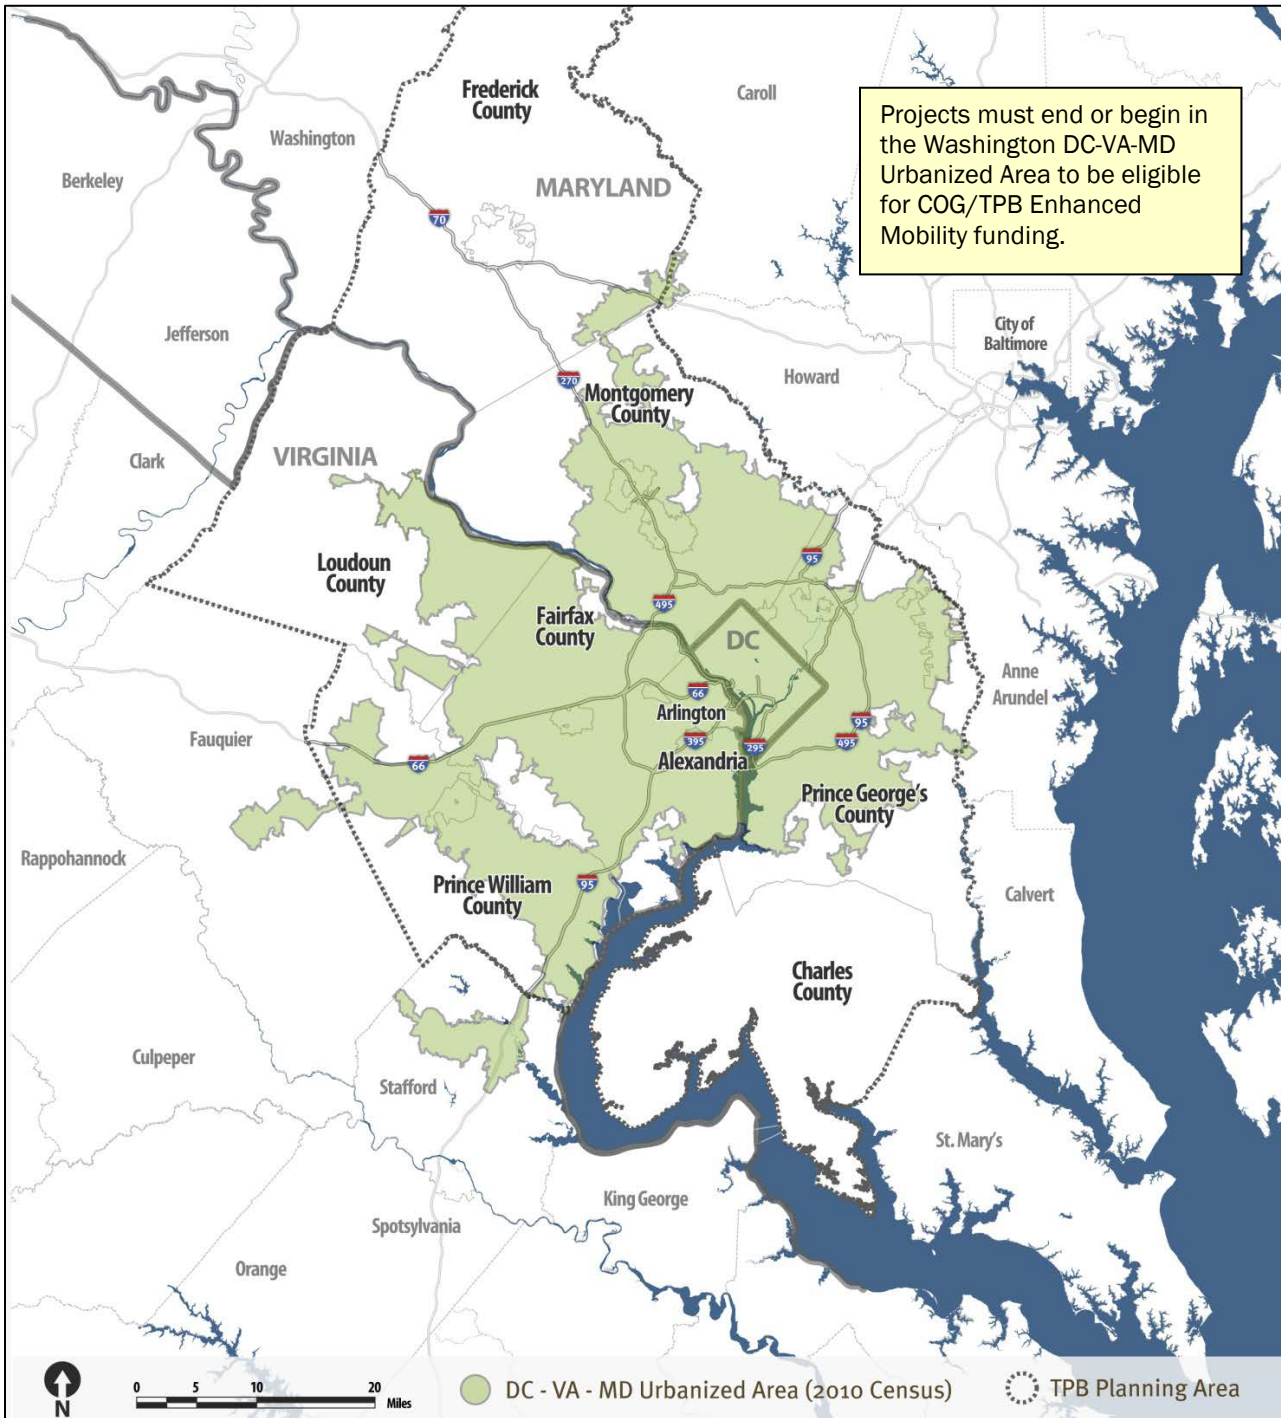 Frederick
County
Caroll
Projects must end or begin in
the Washington DC-VA-MD
Urbanized Area to be eligible
for COG/TPB Enhanced
Mobility funding.
Washington
Berkeley
MARYLAND
70
Jefferson
City of
Baltimore
Howard
270
Montgomery
County
Clark
VIRGINIA
Loudoun
County
95
495
Fairfax
County
DC
Anne
Arundel
66
Arlington
95
Fauquier
395
295
495
66
Alexandria
Prince George's
County
Rappohannock
Prince William
County
95
Calvert
Charles
County
Culpeper
Stafford
St. Mary's
King George
Spotsylvania
Orange
N
0 5 10 20
Miles
DC - VA - MD Urbanized Area (2010 Census)
TPB Planning Area